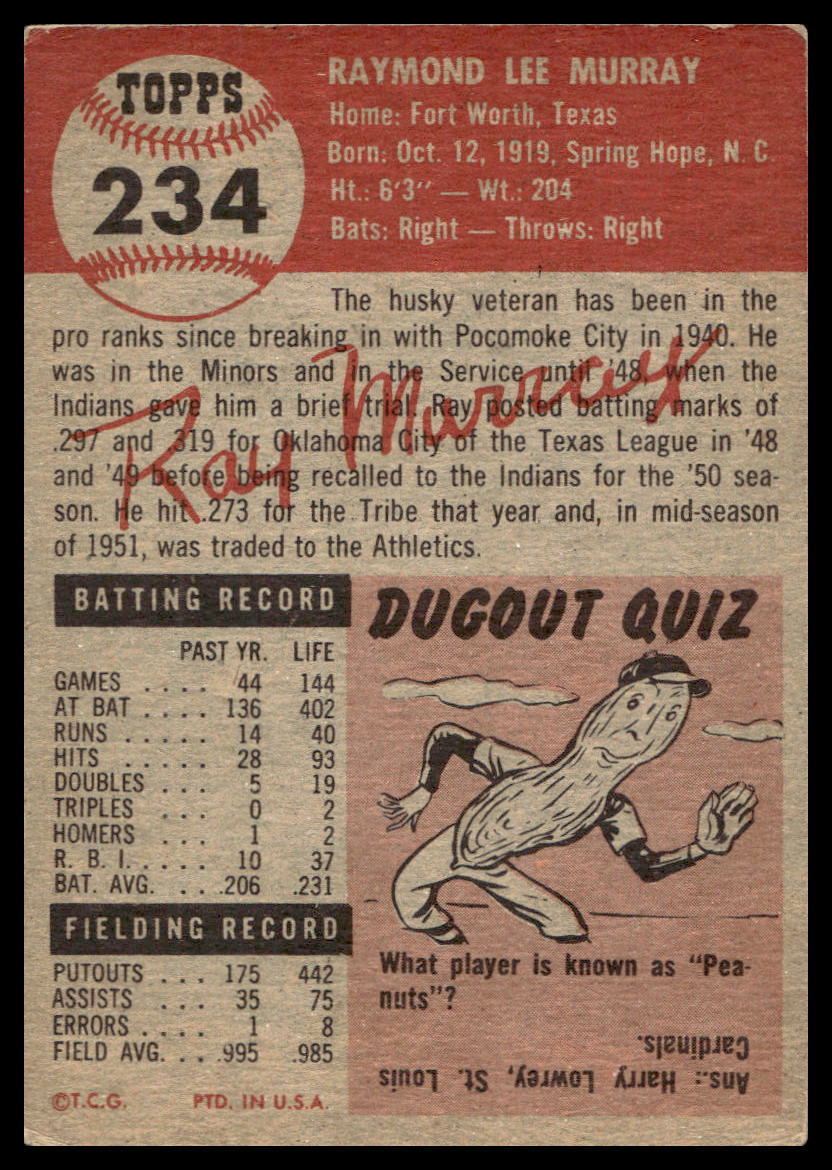 TOPPS
234
RAYMOND LEE MURRAY
Home: Fort Worth, Texas
Born: Oct. 12, 1919, Spring Hope, N. C.
Ht.: 6'3" — Wt.: 204
Bats: Right — Throws: Right
The husky veteran has been in the
pro ranks since breaking in with Pocomoke City in 1940. He
was in the Minors and in the Service until '48, when the
Indians gave him a brief trial. Ray posted batting marks of
.297 and .319 for Oklahoma City of the Texas League in '48
and '49 before being recalled to the Indians for the '50 sea-
son. He hit .273 for the Tribe that year and, in mid-season
of 1951, was traded to the Athletics.
Ray Murray
BATTING RECORD
PAST YR. LIFE
GAMES .... 44 144
AT BAT .... 136 402
RUNS ..... 14 40
HITS ..... 28 93
DOUBLES ... 5 19
TRIPLES ... 0 2
HOMERS ... 1 2
R. B. I. .... 10 37
BAT. AVG. ... .206 .231
FIELDING RECORD
PUTOUTS ... 175 442
ASSISTS ... 35 75
ERRORS .... 1 8
FIELD AVG. ... .995 .985
©T.C.G. PTD. IN U.S.A.
DUGOUT QUIZ
What player is known as "Pea-
nuts"?
Ans.: Harry Lowrey, St. Louis
Cardinals.